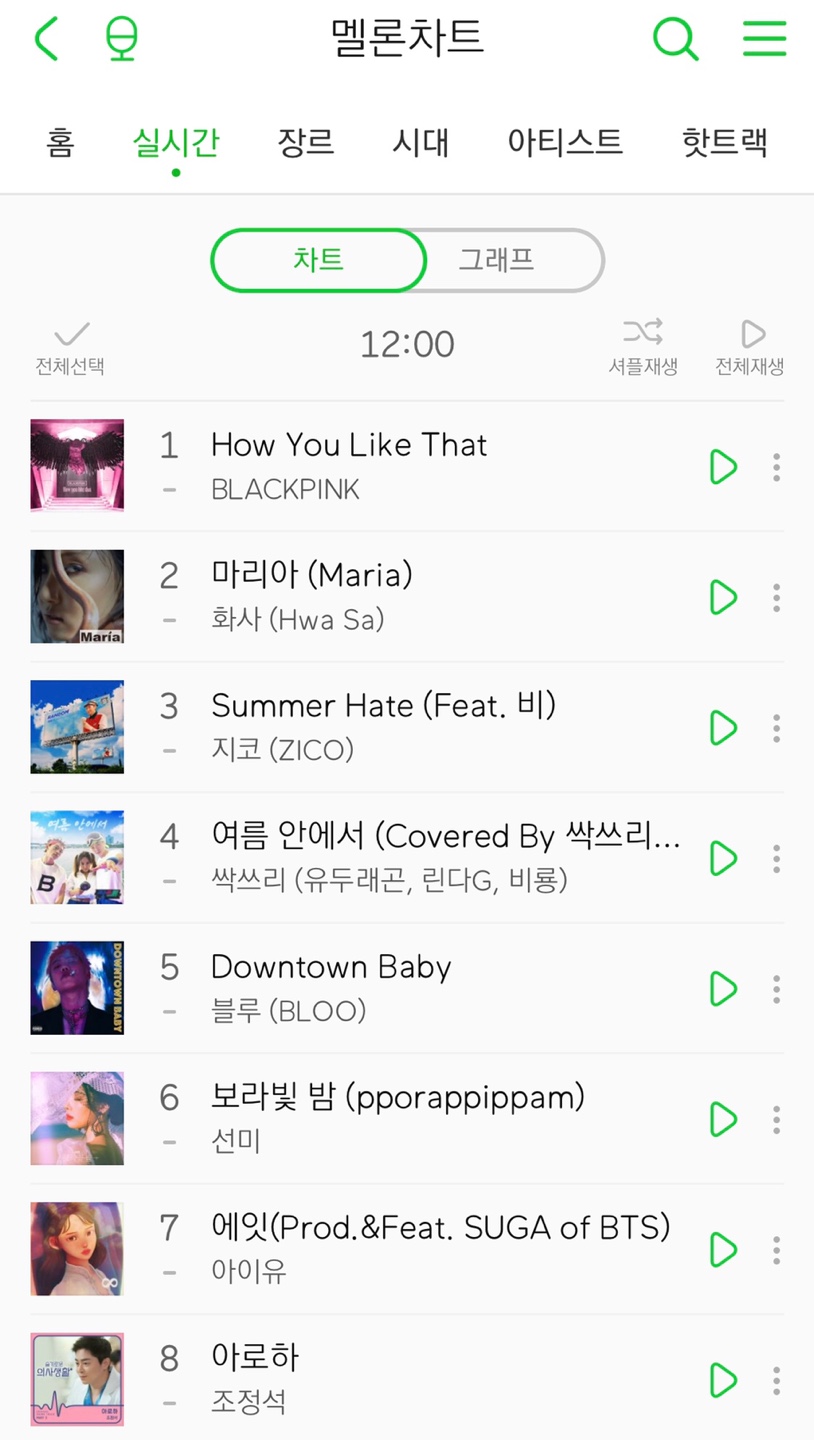 멜론차트
홈 실시간 장르 시대 아티스트 핫트랙
차트 그래프
전체선택 12:00 셔플재생 전체재생
1 How You Like That
- BLACKPINK
María
2 마리아 (Maria)
- 화사 (Hwa Sa)
3 Summer Hate (Feat. 비)
- 지코 (ZICO)
여름 안에서
B
4 여름 안에서 (Covered By 싹쓰리...
- 싹쓰리 (유두래곤, 린다G, 비룡)
DOWNTOWN BABY
5 Downtown Baby
- 블루 (BLOO)
6 보라빛 밤 (pporappippam)
- 선미
7 에잇(Prod.&Feat. SUGA of BTS)
- 아이유
슬기로운
의사생활
아로하
조정석
8 아로하
- 조정석